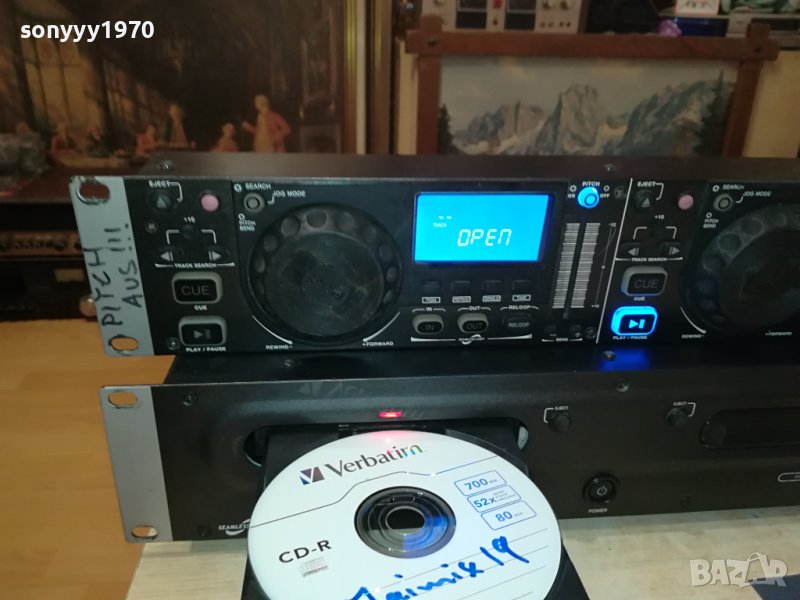 sonyyy1970
EJECT
SEARCH
JOG MODE
PITCH BEND
+10
TRACK SEARCH
CUE
CUE
PLAY / PAUSE
REWIND
FORWARD
PITCH
AUS!!!
TRACK
OPEN
PITCH
ON
OFF
IN
OUT
RELOOP
IN
OUT
RELOOP
EJECT
SEARCH
JOG MODE
PITCH BEND
+10
TRACK SEARCH
CUE
CUE
PLAY / PAUSE
REWIND
EJECT
EJECT
POWER
SEAMLESS
Verbatim
700 MB
52x
80 MIN
CD-R
BAZAR